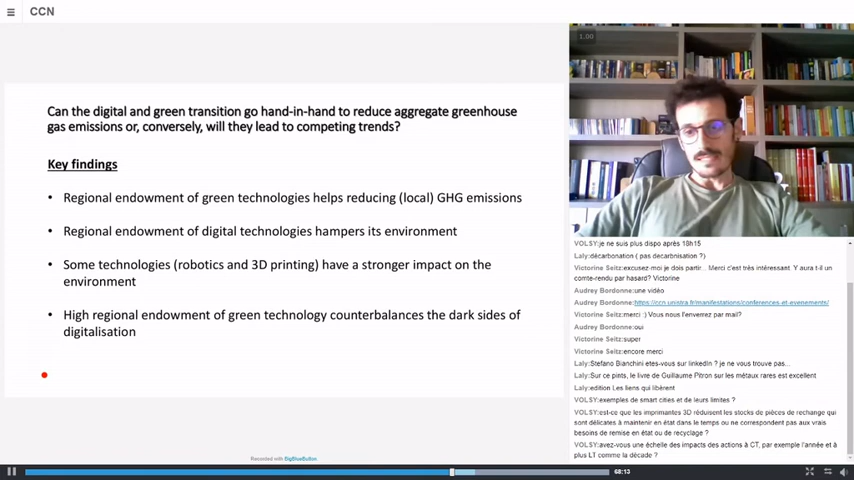 CCN
Can the digital and green transition go hand-in-hand to reduce aggregate greenhouse
gas emissions or, conversely, will they lead to competing trends?
Key findings
• Regional endowment of green technologies helps reducing (local) GHG emissions
• Regional endowment of digital technologies hampers its environment
• Some technologies (robotics and 3D printing) have a stronger impact on the
environment
• High regional endowment of green technology counterbalances the dark sides of
digitalisation
Recorded with BigBlueButton.
1.00
VOLSY:je ne suis plus dispo après 18h15
Laly:décarbonation ( pas decarbnisation ?)
Victorine Seitz:excusez-moi je dois partir... Merci c'est très intéressant. Y aura t-il un
comte-rendu par hasard? Victorine
Audrey Bordonne:une vidéo
Audrey Bordonne:https://ccn.unistra.fr/manifestations/conferences-et-evenements/
Victorine Seitz:merci :) Vous nous l'enverrez par mail?
Audrey Bordonne:oui
Victorine Seitz:super
Victorine Seitz:encore merci
Laly:Stefano Bianchini etes-vous sur linkedIn ? je ne vous trouve pas...
Laly:Sur ce pints, le livre de Guillaume Pitron sur les métaux rares est excellent
Laly:edition Les liens qui libèrent
VOLSY:exemples de smart cities et de leurs limites ?
VOLSY:est-ce que les imprimantes 3D réduisent les stocks de pièces de rechange qui
sont délicates à maintenir en état dans le temps ou ne correspondent pas aux vrais
besoins de remise en état ou de recyclage ?
VOLSY:avez-vous une échelle des impacts des actions à CT, par exemple l'année et à
plus LT comme la décade ?
68:13